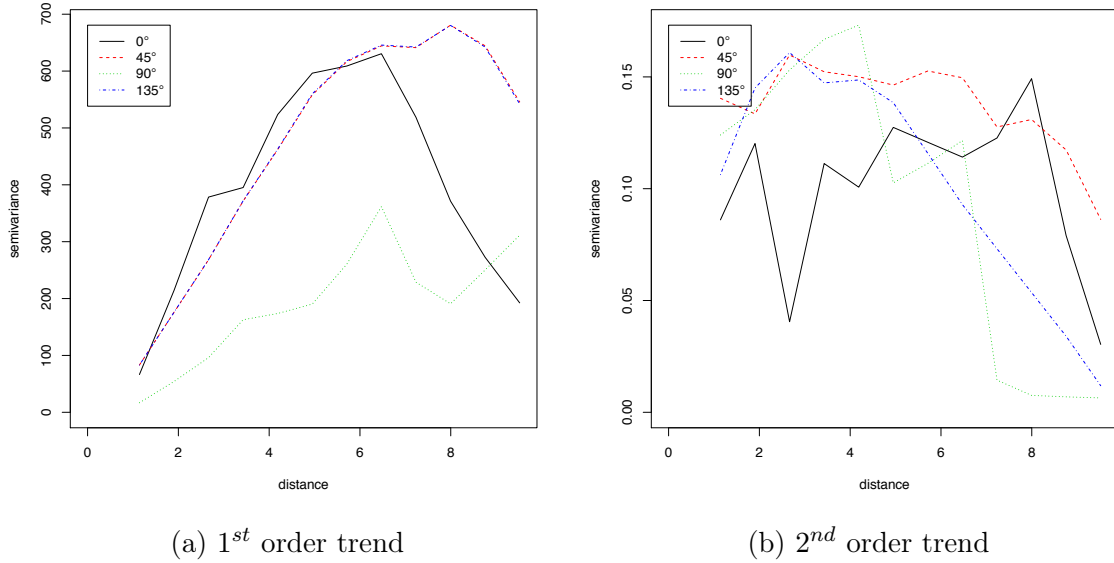 700
600
500
400
300
200
100
0
semivariance
0°
45°
90°
135°
0 2 4 6 8
distance
(a) 1st order trend
0.15
0.10
0.05
0.00
semivariance
0°
45°
90°
135°
0 2 4 6 8
distance
(b) 2nd order trend